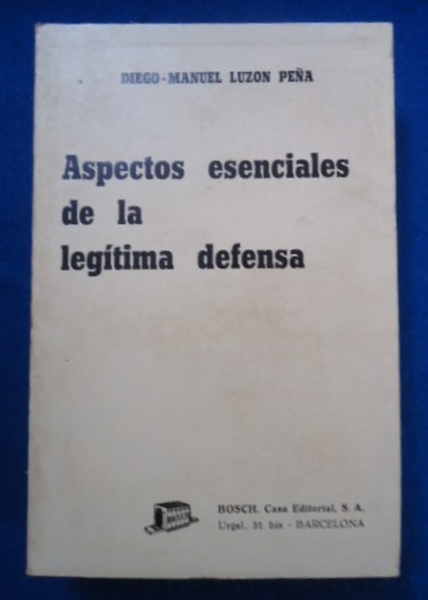 DIEGO-MANUEL LUZON PEÑA
Aspectos esenciales
de la
legítima defensa
BOSCH, Casa Editorial, S. A.
Urgel, 51 bis - BARCELONA